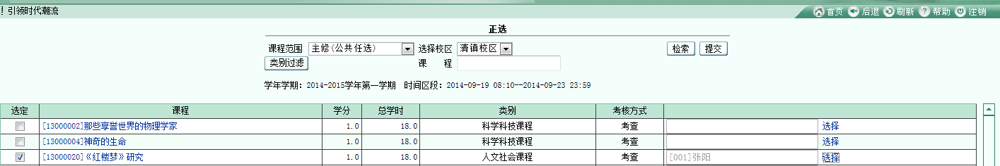 ！引领时代潮流 首页 后退 刷新 帮助 注销
正选
课程范围 主修(公共任选) 选择校区 清镇校区 检索 提交
类别过滤 课 程
学年学期：2014-2015学年第一学期 时间区段：2014-09-19 08:10--2014-09-23 23:59
选定 课程 学分 总学时 类别 考核方式
[13000002]那些享誉世界的物理学家 1.0 18.0 科学科技课程 考查 选择
[13000004]神奇的生命 1.0 18.0 科学科技课程 考查 选择
[13000020]《红楼梦》研究 1.0 18.0 人文社会课程 考查 [001]张阳 选择